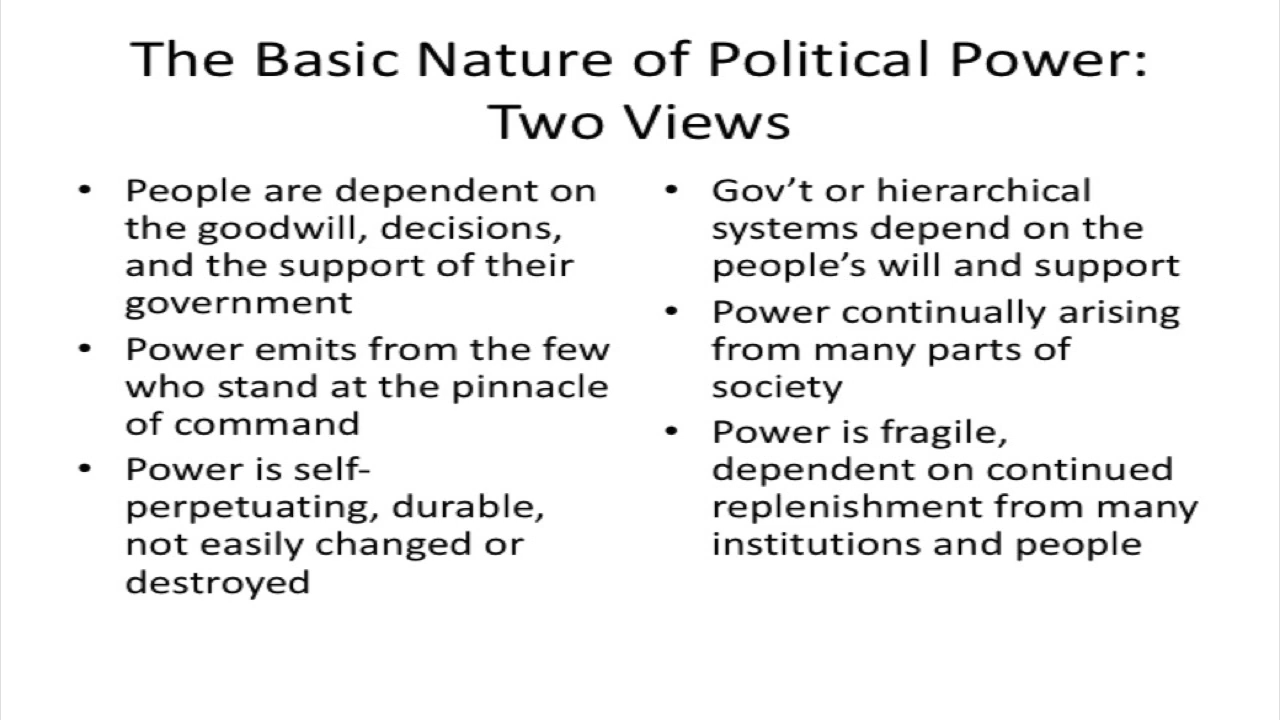 The Basic Nature of Political Power:
Two Views
• People are dependent on
the goodwill, decisions,
and the support of their
government
• Power emits from the few
who stand at the pinnacle
of command
• Power is self-
perpetuating, durable,
not easily changed or
destroyed
• Gov’t or hierarchical
systems depend on the
people’s will and support
• Power continually arising
from many parts of
society
• Power is fragile,
dependent on continued
replenishment from many
institutions and people